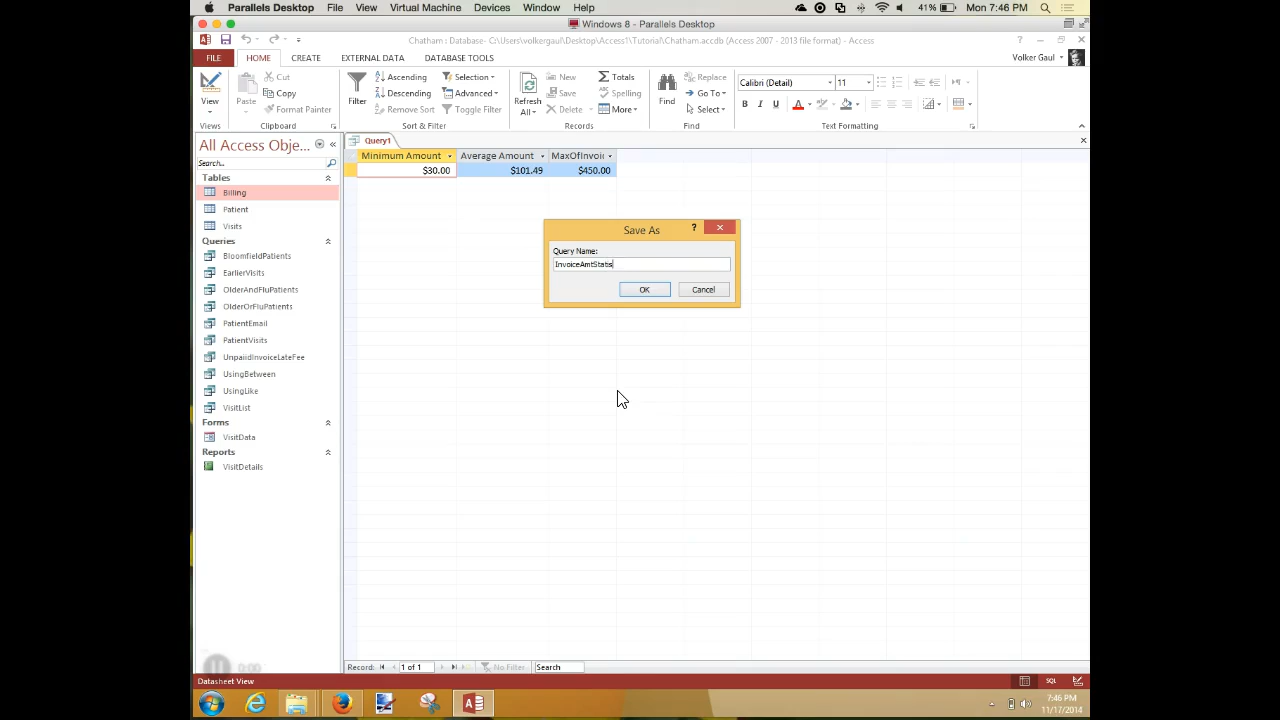 Parallels Desktop File View Virtual Machine Devices Window Help 41% Mon 7:46 PM
Windows 8 - Parallels Desktop
Chatham : Database- C:\Users\volkergaul\Desktop\Access1\Tutorial\Chatham.accdb (Access 2007 - 2013 file format) - Access
FILE HOME CREATE EXTERNAL DATA DATABASE TOOLS Volker Gaul
Cut Ascending Selection New Totals Replace Calibri (Detail) 11
View Paste Copy Filter Descending Advanced Refresh All Save Spelling Find Go To
Format Painter Remove Sort Toggle Filter Delete More Select B I U A
Views Clipboard Sort & Filter Records Find Text Formatting
All Access Obje... « Query1
Search... Minimum Amount Average Amount MaxOfInvoi
$30.00 $101.49 $450.00
Tables
Billing
Patient
Visits
Queries
BloomfieldPatients
EarlierVisits
OlderAndFluPatients
OlderOrFluPatients
PatientEmail
PatientVisits
UnpaidInvoiceLateFee
UsingBetween
UsingLike
VisitList
Forms
VisitData
Reports
VisitDetails
Save As ?
Query Name:
InvoiceAmtStatis
OK Cancel
Record: 1 of 1 No Filter Search
0:00
Datasheet View SQL
7:46 PM
11/17/2014